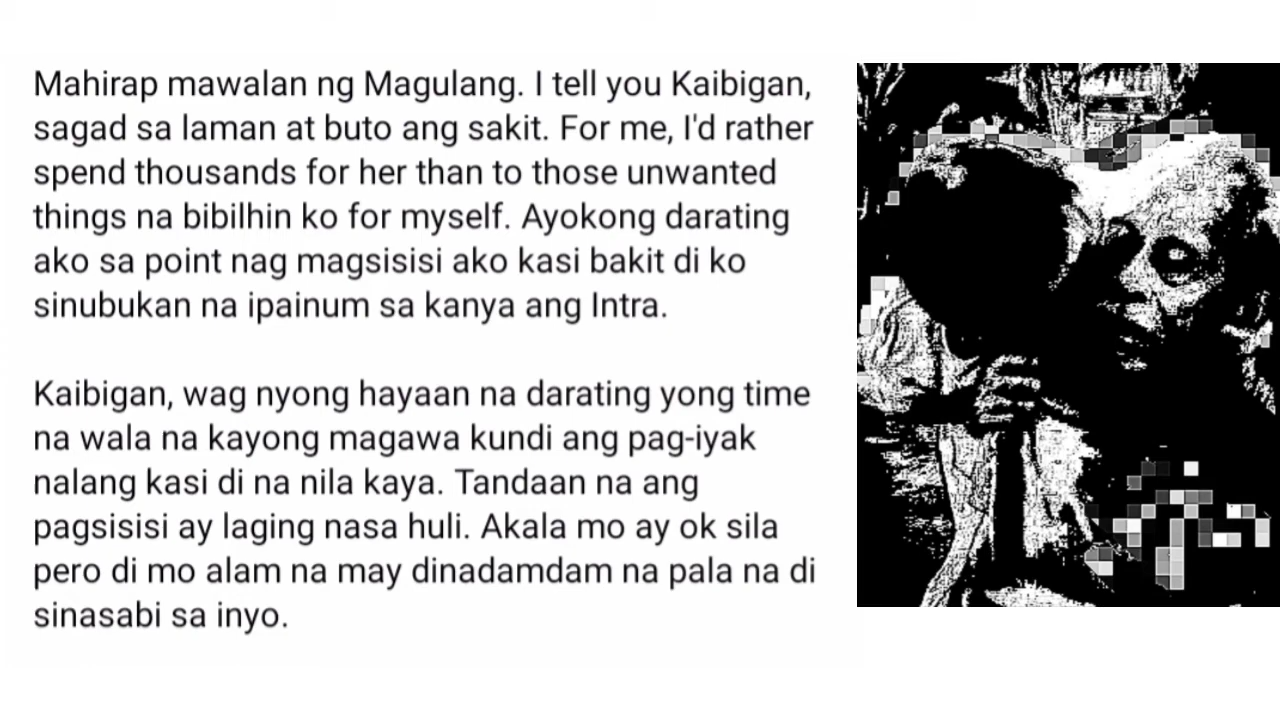 Mahirap mawalan ng Magulang. I tell you Kaibigan,
sagad sa laman at buto ang sakit. For me, I'd rather
spend thousands for her than to those unwanted
things na bibilhin ko for myself. Ayokong darating
ako sa point nag magsisisi ako kasi bakit di ko
sinubukan na ipainum sa kanya ang Intra.
Kaibigan, wag nyong hayaan na darating yong time
na wala na kayong magawa kundi ang pag-iyak
nalang kasi di na nila kaya. Tandaan na ang
pagsisisi ay laging nasa huli. Akala mo ay ok sila
pero di mo alam na may dinadamdam na pala na di
sinasabi sa inyo.